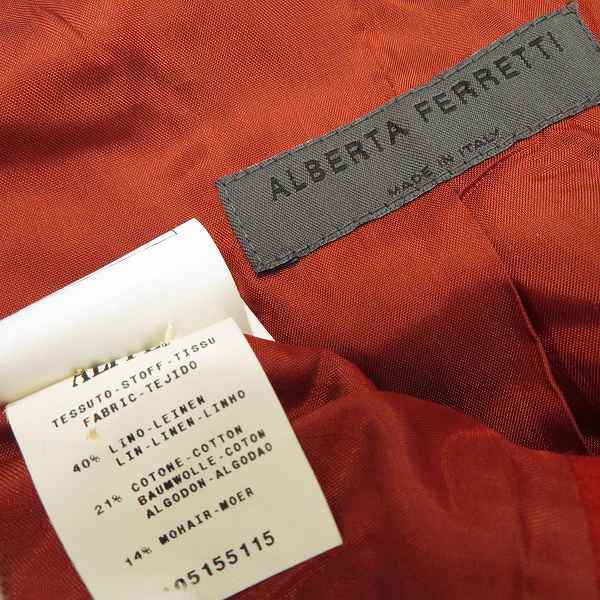 ALBERTA FERRETTI
MADE IN ITALY
TESSUTO-STOFF-TISSU
FABRIC-TEJIDO
40% LINO-LEINEN
LIN-LINEN-LINHO
21% COTONE-COTTON
BAUMWOLLE-COTON
ALGODON-ALGODAO
14% MOHAIR-MOER
05155115